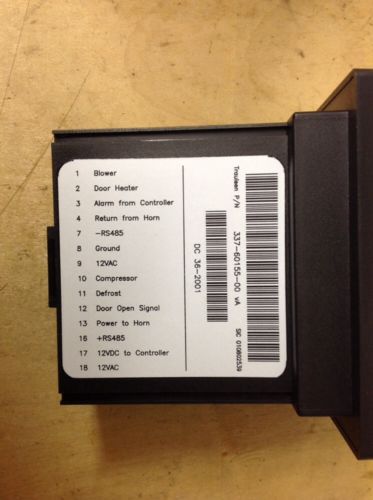 1 Blower
2 Door Heater
3 Alarm from Controller
4 Return from Horn
7 -RS485
8 Ground
9 12VAC
10 Compressor
11 Defrost
12 Door Open Signal
13 Power to Horn
16 +RS485
17 12VDC to Controller
18 12VAC
Traulsen P/N 337-60155-00 VA S/C 010802539
DC 36-2001